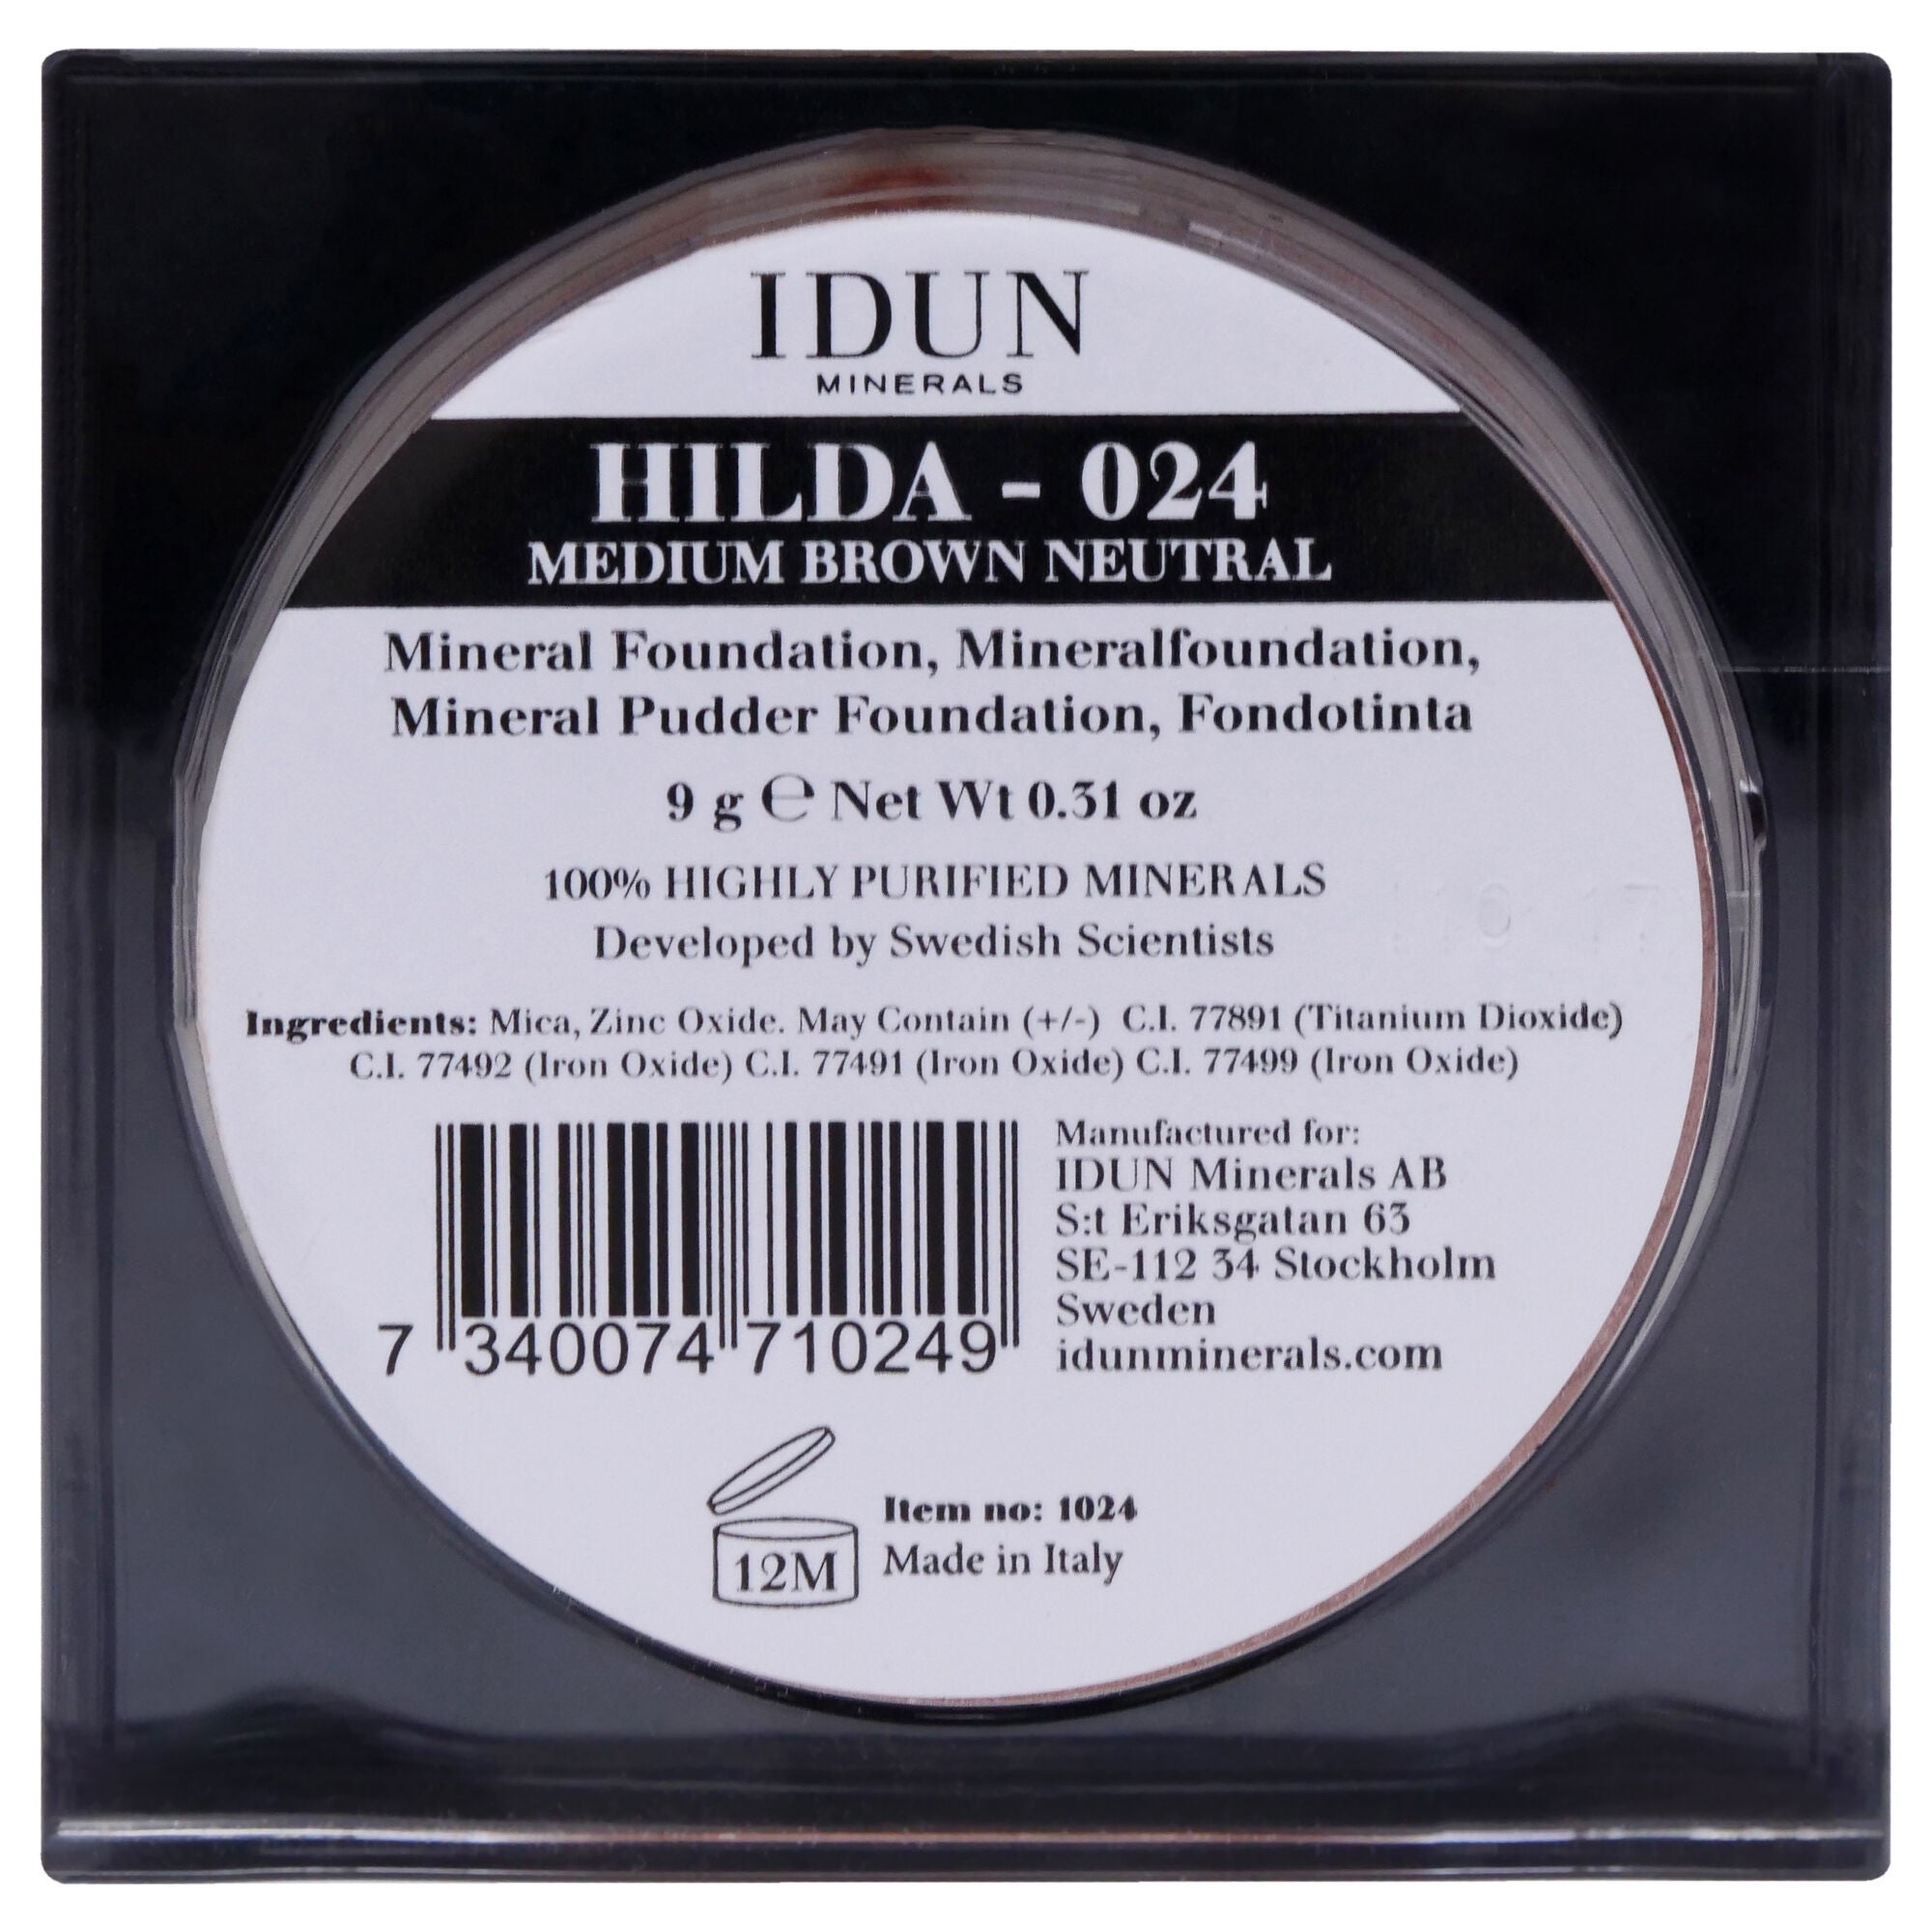 IDUN
MINERALS
HILDA - 024
MEDIUM BROWN NEUTRAL
Mineral Foundation, Mineralfoundation,
Mineral Pudder Foundation, Fondotinta
9 g ℮ Net Wt 0.31 oz
100% HIGHLY PURIFIED MINERALS
Developed by Swedish Scientists
Ingredients: Mica, Zinc Oxide. May Contain (+/-) C.I. 77891 (Titanium Dioxide)
C.I. 77492 (Iron Oxide) C.I. 77491 (Iron Oxide) C.I. 77499 (Iron Oxide)
7 340074 710249
Manufactured for:
IDUN Minerals AB
S:t Eriksgatan 63
SE-112 34 Stockholm
Sweden
idunminerals.com
12M
Item no: 1024
Made in Italy